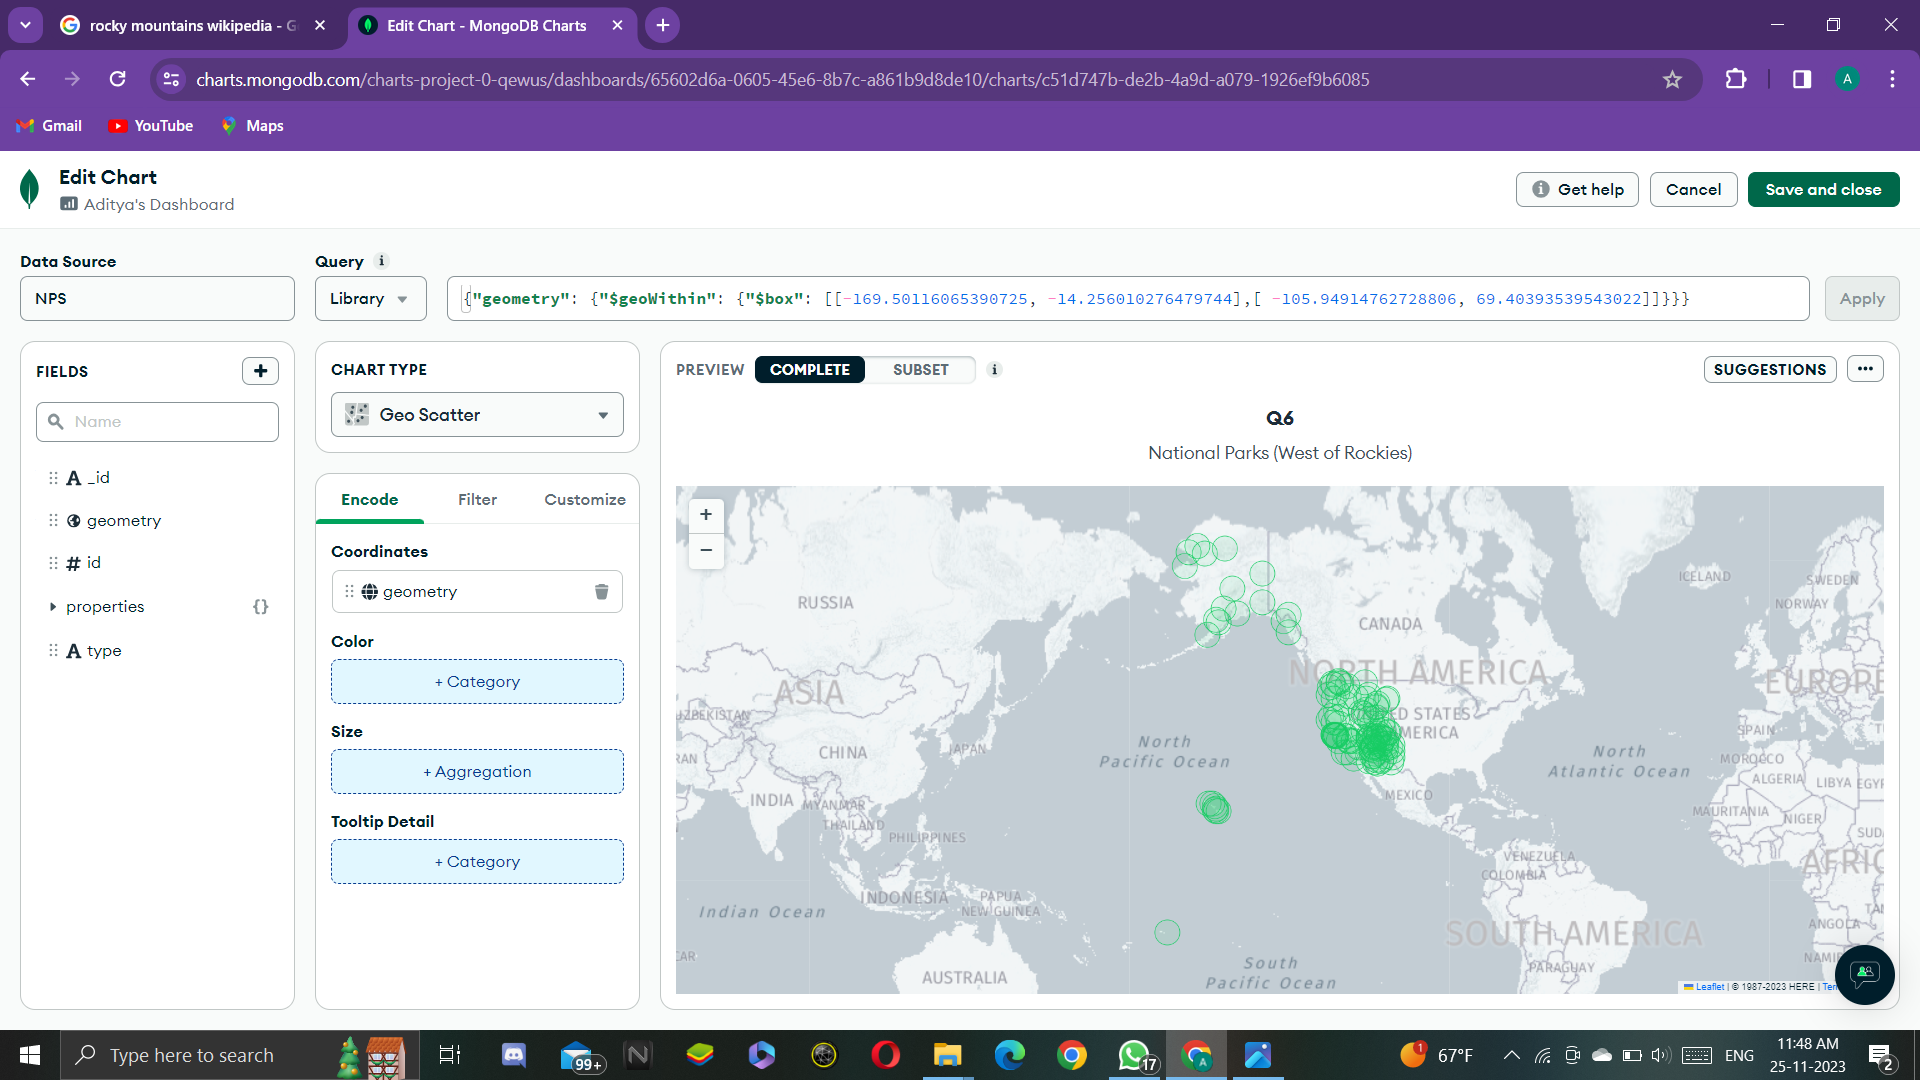 rocky mountains wikipedia - G
Edit Chart - MongoDB Charts
charts.mongodb.com/charts-project-0-qewus/dashboards/65602d6a-0605-45e6-8b7c-a861b9d8de10/charts/c51d747b-de2b-4a9d-a079-1926ef9b6085
A
Gmail
YouTube
Maps
Edit Chart
Aditya's Dashboard
Get help
Cancel
Save and close
Data Source
Query
NPS
Library
{"geometry": {"$geoWithin": {"$box": [[-169.50116065390725, -14.256010276479744],[ -105.94914762728806, 69.40393539543022]]}}}
Apply
FIELDS
Name
_id
geometry
id
properties
{}
type
CHART TYPE
Geo Scatter
Encode
Filter
Customize
Coordinates
geometry
Color
+ Category
Size
+ Aggregation
Tooltip Detail
+ Category
PREVIEW
COMPLETE
SUBSET
SUGGESTIONS
Q6
National Parks (West of Rockies)
+
−
ICELAND
SWEDEN
RUSSIA
NORWAY
CANADA
NORTH AMERICA
ASIA
EUROPE
UZBEKISTAN
STATES
MERICA
SPAIN
North
Pacific Ocean
JAPAN
CHINA
North
Atlantic Ocean
MOROCCO
ALGERIA
LIBYA
EGY
RAN
MEXICO
INDIA
MYANMAR
THAILAND
PHILIPPINES
MAURITANIA
NIGER
SUD
VENEZUELA
COLOMBIA
AFRIC
INDONESIA
PAPUA
NEW GUINEA
Indian Ocean
ANGOLA
TAN
SOUTH AMERICA
CAR
NAMI
South
Pacific Ocean
AUSTRALIA
PARAGUAY
Leaflet | © 1987-2023 HERE | Ter
Type here to search
99+
N
17
A
1
67°F
ENG
11:48 AM
25-11-2023
2